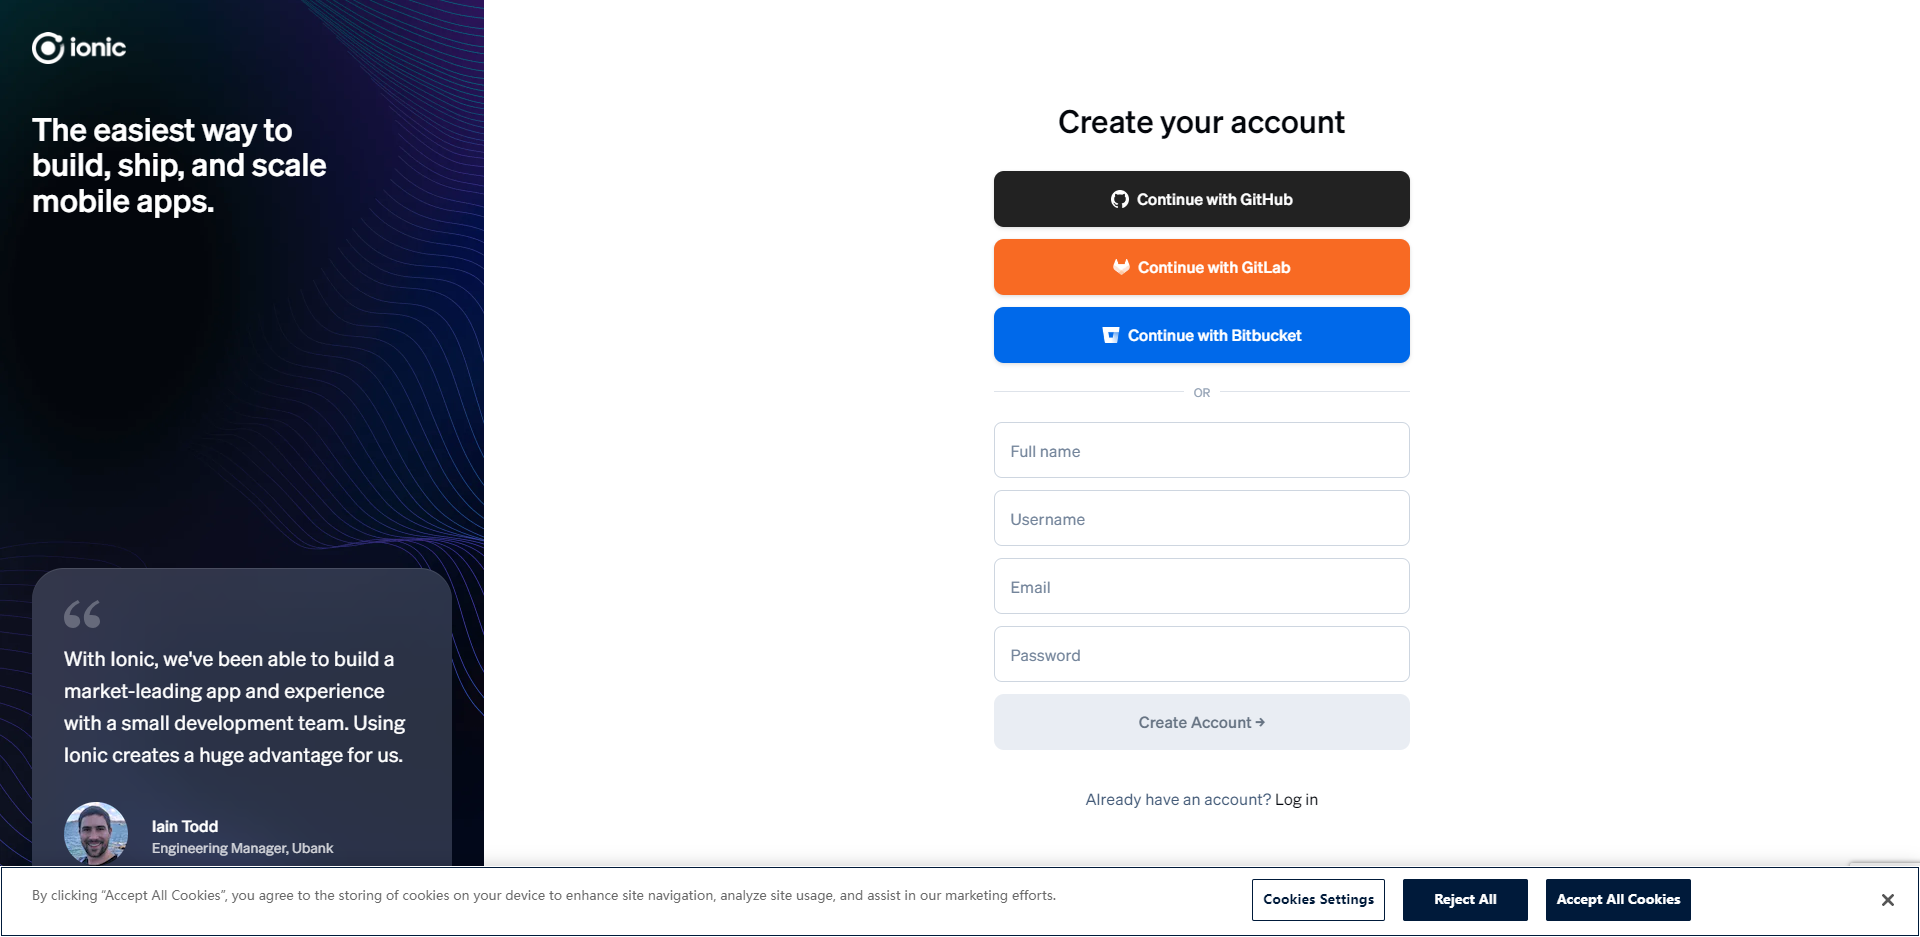 ionic
The easiest way to
build, ship, and scale
mobile apps.
“
With Ionic, we've been able to build a
market-leading app and experience
with a small development team. Using
Ionic creates a huge advantage for us.
Iain Todd
Engineering Manager, Ubank
Create your account
Continue with GitHub
Continue with GitLab
Continue with Bitbucket
OR
Full name
Username
Email
Password
Create Account →
Already have an account? Log in
By clicking “Accept All Cookies”, you agree to the storing of cookies on your device to enhance site navigation, analyze site usage, and assist in our marketing efforts.
Cookies Settings
Reject All
Accept All Cookies